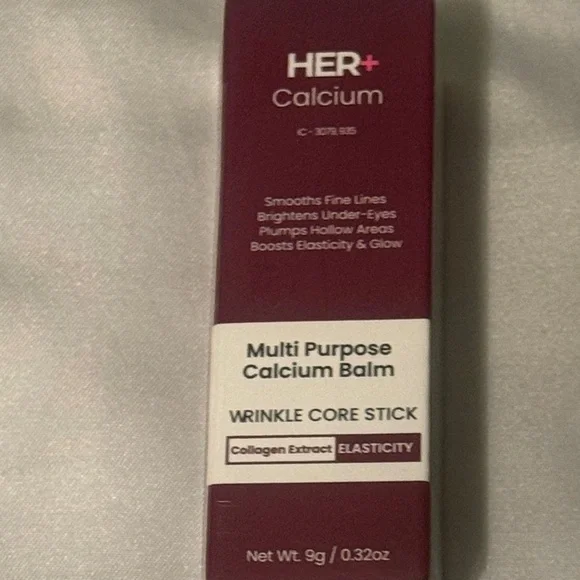 HER+
Calcium
Smooths Fine Lines
Brightens Under-Eyes
Plumps Hollow Areas
Boosts Elasticity & Glow
Multi Purpose
Calcium Balm
WRINKLE CORE STICK
Collagen Extract ELASTICITY
Net Wt. 9g / 0.32oz